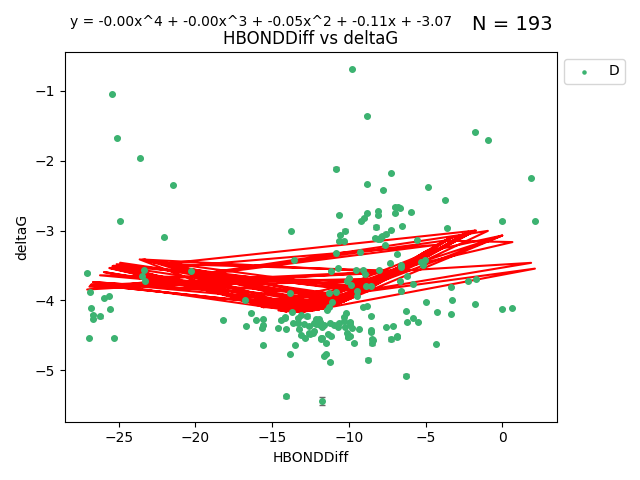 y = -0.00x^4 + -0.00x^3 + -0.05x^2 + -0.11x + -3.07
N = 193
HBONDDiff vs deltaG
D
−1
−2
−3
−4
−5
deltaG
−25 −20 −15 −10 −5 0
HBONDDiff